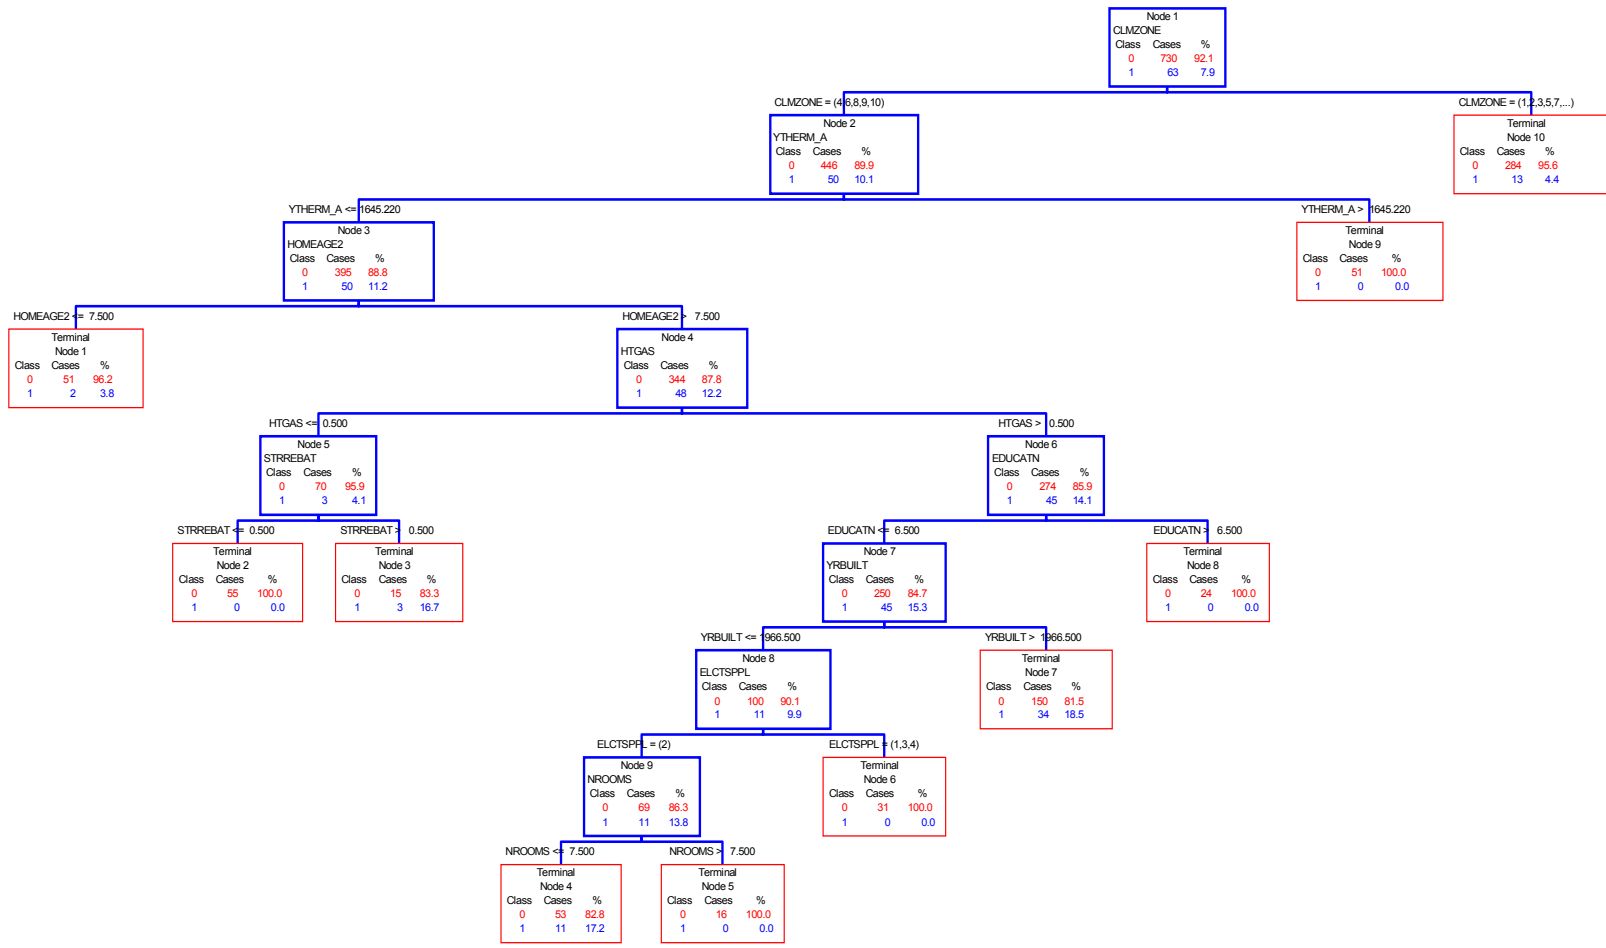 Node 1
CLMZONE
Class Cases %
0 730 92.1
1 63 7.9
CLMZONE = (4,6,8,9,10)
CLMZONE = (1,2,3,5,7,...)
Node 2
YTHERM_A
Class Cases %
0 446 89.9
1 50 10.1
Terminal
Node 10
Class Cases %
0 284 95.6
1 13 4.4
YTHERM_A <= 1645.220
YTHERM_A > 1645.220
Node 3
HOMEAGE2
Class Cases %
0 395 88.8
1 50 11.2
Terminal
Node 9
Class Cases %
0 51 100.0
1 0 0.0
HOMEAGE2 <= 7.500
HOMEAGE2 > 7.500
Terminal
Node 1
Class Cases %
0 51 96.2
1 2 3.8
Node 4
HTGAS
Class Cases %
0 344 87.8
1 48 12.2
HTGAS <= 0.500
HTGAS > 0.500
Node 5
STRREBAT
Class Cases %
0 70 95.9
1 3 4.1
Node 6
EDUCATN
Class Cases %
0 274 85.9
1 45 14.1
STRREBAT <= 0.500
STRREBAT > 0.500
EDUCATN <= 6.500
EDUCATN > 6.500
Terminal
Node 2
Class Cases %
0 55 100.0
1 0 0.0
Terminal
Node 3
Class Cases %
0 15 83.3
1 3 16.7
Node 7
YRBUILT
Class Cases %
0 250 84.7
1 45 15.3
Terminal
Node 8
Class Cases %
0 24 100.0
1 0 0.0
YRBUILT <= 1966.500
YRBUILT > 1966.500
Node 8
ELCTSPPL
Class Cases %
0 100 90.1
1 11 9.9
Terminal
Node 7
Class Cases %
0 150 81.5
1 34 18.5
ELCTSPPL = (2)
ELCTSPPL = (1,3,4)
Node 9
NROOMS
Class Cases %
0 69 86.3
1 11 13.8
Terminal
Node 6
Class Cases %
0 31 100.0
1 0 0.0
NROOMS <= 7.500
NROOMS > 7.500
Terminal
Node 4
Class Cases %
0 53 82.8
1 11 17.2
Terminal
Node 5
Class Cases %
0 16 100.0
1 0 0.0